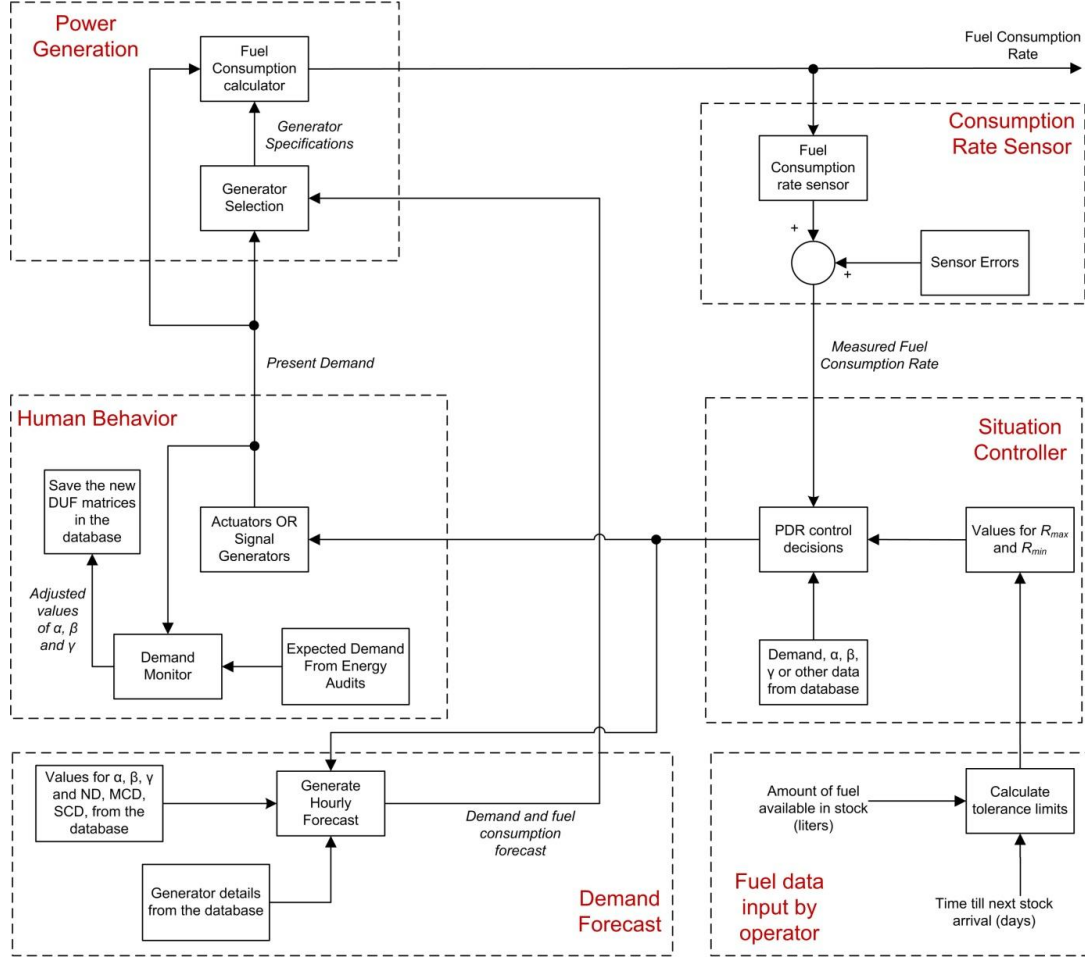 Power
Generation
Fuel
Consumption
calculator
Generator
Specifications
Generator
Selection
Fuel Consumption
Rate
Consumption
Rate Sensor
Fuel
Consumption
rate sensor
+
+
Sensor Errors
Present Demand
Measured Fuel
Consumption Rate
Human Behavior
Save the new
DUF matrices
in the
database
Actuators OR
Signal
Generators
Adjusted
values
of α, β
and γ
Demand
Monitor
Expected Demand
From Energy
Audits
Situation
Controller
PDR control
decisions
Values for Rmax
and Rmin
Demand, α, β,
γ or other data
from database
Values for α, β, γ
and ND, MCD,
SCD, from the
database
Generate
Hourly
Forecast
Demand and fuel
consumption
forecast
Generator details
from the database
Demand
Forecast
Amount of fuel
available in stock
(liters)
Calculate
tolerance limits
Fuel data
input by
operator
Time till next stock
arrival (days)